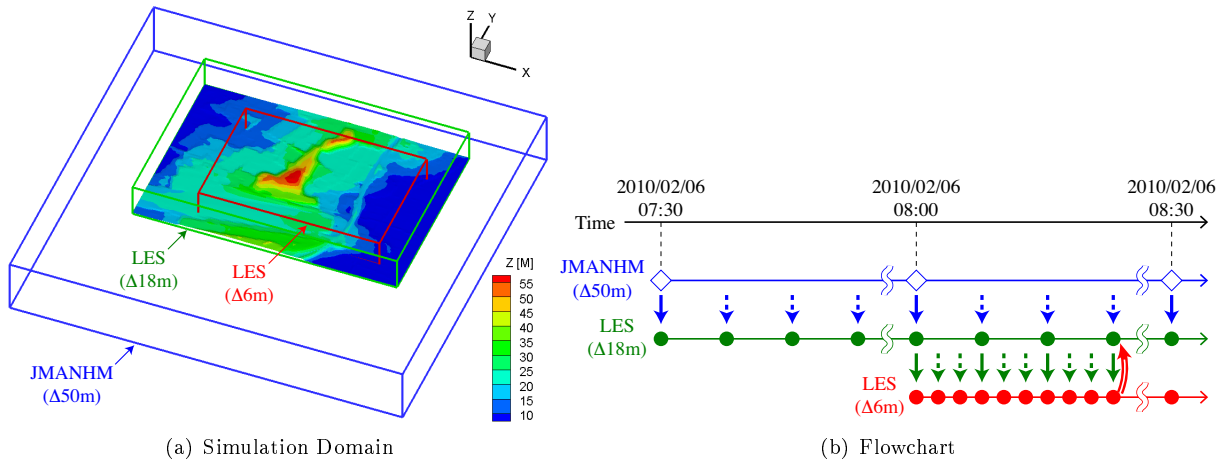 Z
Y
X
LES
(Δ18m)
LES
(Δ6m)
JMANHM
(Δ50m)
Z [M]
55
50
45
40
35
30
25
20
15
10
(a) Simulation Domain
2010/02/06
07:30
2010/02/06
08:00
2010/02/06
08:30
Time
JMANHM
(Δ50m)
LES
(Δ18m)
LES
(Δ6m)
(b) Flowchart